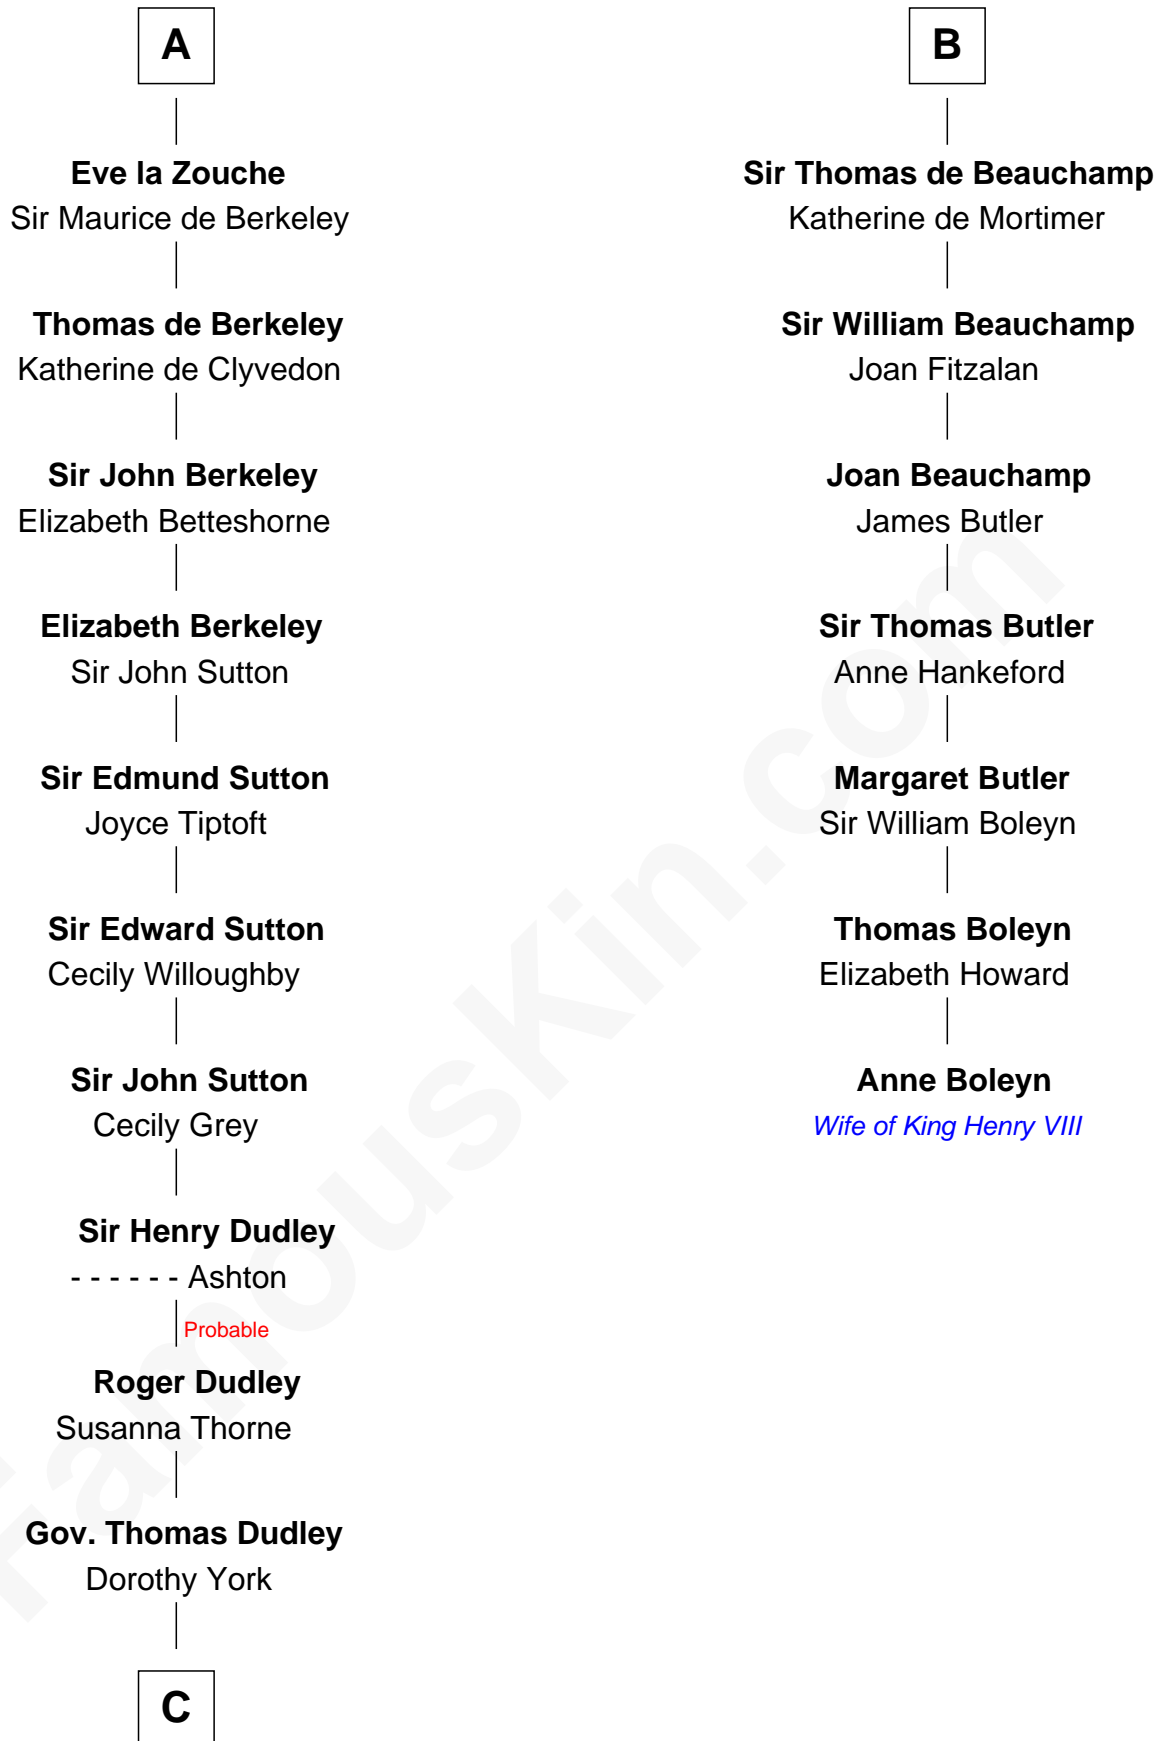 A
Eve la Zouche
Sir Maurice de Berkeley
Thomas de Berkeley
Katherine de Clyvedon
Sir John Berkeley
Elizabeth Betteshorne
Elizabeth Berkeley
Sir John Sutton
Sir Edmund Sutton
Joyce Tiptoft
Sir Edward Sutton
Cecily Willoughby
Sir John Sutton
Cecily Grey
Sir Henry Dudley
- - - - - - Ashton
Probable
Roger Dudley
Susanna Thorne
Gov. Thomas Dudley
Dorothy York
C
B
Sir Thomas de Beauchamp
Katherine de Mortimer
Sir William Beauchamp
Joan Fitzalan
Joan Beauchamp
James Butler
Sir Thomas Butler
Anne Hankeford
Margaret Butler
Sir William Boleyn
Thomas Boleyn
Elizabeth Howard
Anne Boleyn
Wife of King Henry VIII
FamousKin.com